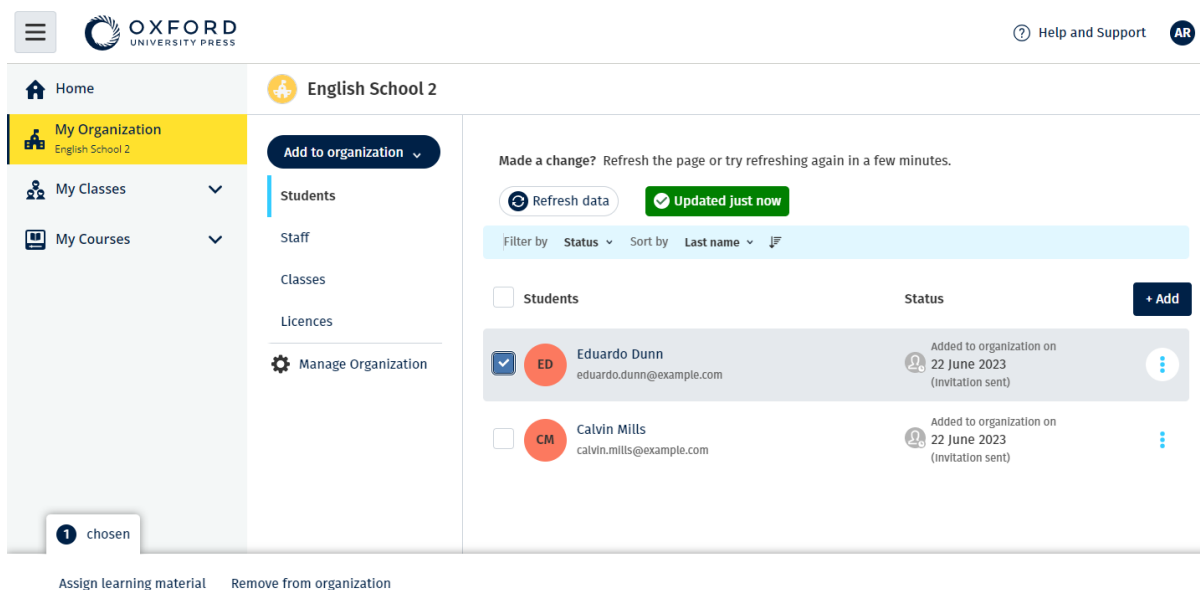 OXFORD
UNIVERSITY PRESS
Help and Support
AR
Home
My Organization
English School 2
My Classes
My Courses
English School 2
Add to organization
Students
Staff
Classes
Licences
Manage Organization
Made a change? Refresh the page or try refreshing again in a few minutes.
Refresh data
Updated just now
Filter by Status Sort by Last name
Students Status + Add
ED
Eduardo Dunn
eduardo.dunn@example.com
Added to organization on
22 June 2023
(Invitation sent)
CM
Calvin Mills
calvin.mills@example.com
Added to organization on
22 June 2023
(Invitation sent)
1 chosen
Assign learning material Remove from organization